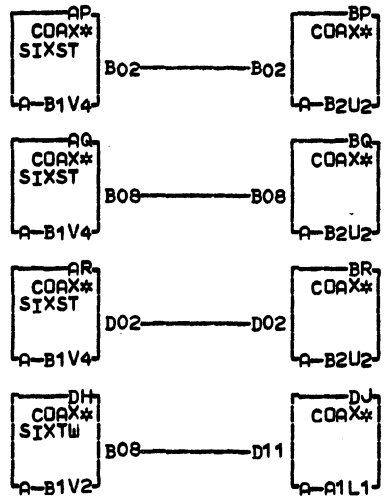 AP BP
COAX* COAX*
SIXST
B02 B02
A-B1V4 A-B2U2
AQ BQ
COAX* COAX*
SIXST
B08 B08
A-B1V4 A-B2U2
AR BR
COAX* COAX*
SIXST
D02 D02
A-B1V4 A-B2U2
DH DJ
COAX* COAX*
SIXTW
B08 D11
A-B1V2 A-A1L1